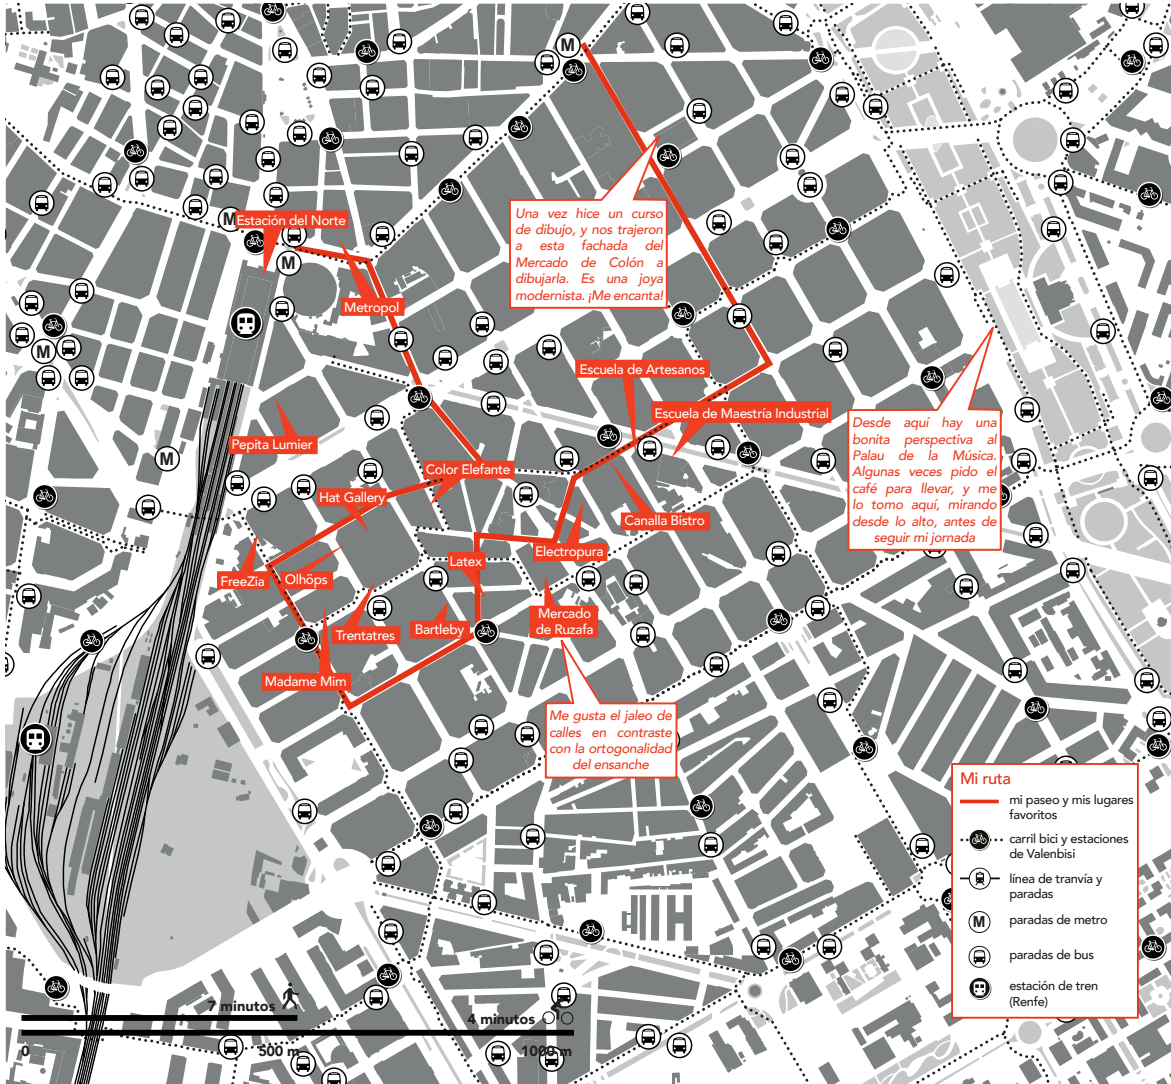 M
Estación del Norte
M
M
Metropol
Una vez hice un curso
de dibujo, y nos trajeron
a esta fachada del
Mercado de Colón a
dibujarla. Es una joya
modernista. ¡Me encanta!
M
Escuela de Artesanos
Escuela de Maestría Industrial
Pepita Lumier
M
Color Elefante
Hat Gallery
Desde aquí hay una
bonita perspectiva al
Palau de la Música.
Algunas veces pido el
café para llevar, y me
lo tomo aquí, mirando
desde lo alto, antes de
seguir mi jornada
Canalla Bistro
Electropura
Latex
FreeZia
Olhöps
Mercado
de Ruzafa
Trentatres
Bartleby
Madame Mim
Me gusta el jaleo de
calles en contraste
con la ortogonalidad
del ensanche
Mi ruta
mi paseo y mis lugares
favoritos
carril bici y estaciones
de Valenbisi
línea de tranvía y
paradas
M paradas de metro
paradas de bus
estación de tren
(Renfe)
7 minutos
4 minutos
0 500 m 1000 m